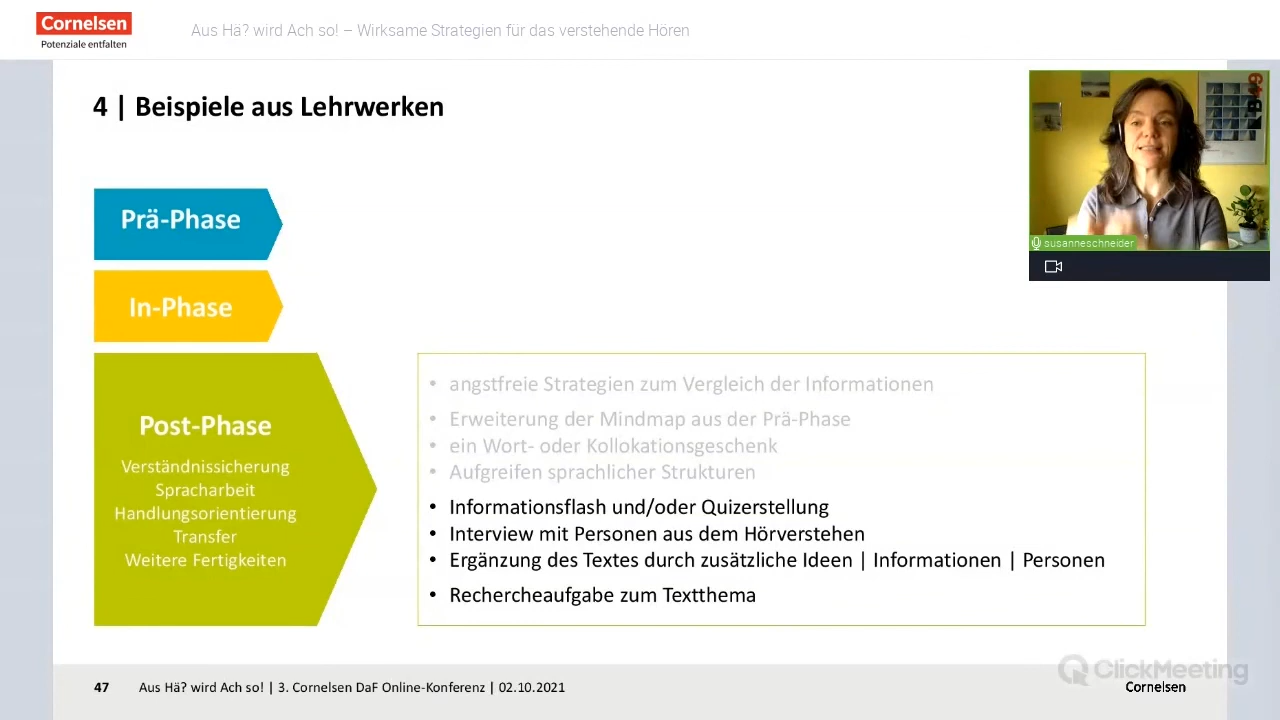 Cornelsen
Potenziale entfalten
Aus Hä? wird Ach so! – Wirksame Strategien für das verstehende Hören
4 | Beispiele aus Lehrwerken
susanneschneider
Prä-Phase
In-Phase
Post-Phase
Verständnissicherung
Spracharbeit
Handlungsorientierung
Transfer
Weitere Fertigkeiten
• angstfreie Strategien zum Vergleich der Informationen
• Erweiterung der Mindmap aus der Prä-Phase
• ein Wort- oder Kollokationsgeschenk
• Aufgreifen sprachlicher Strukturen
• Informationsflash und/oder Quizerstellung
• Interview mit Personen aus dem Hörverstehen
• Ergänzung des Textes durch zusätzliche Ideen | Informationen | Personen
• Rechercheaufgabe zum Textthema
ClickMeeting
47 Aus Hä? wird Ach so! | 3. Cornelsen DaF Online-Konferenz | 02.10.2021
Cornelsen